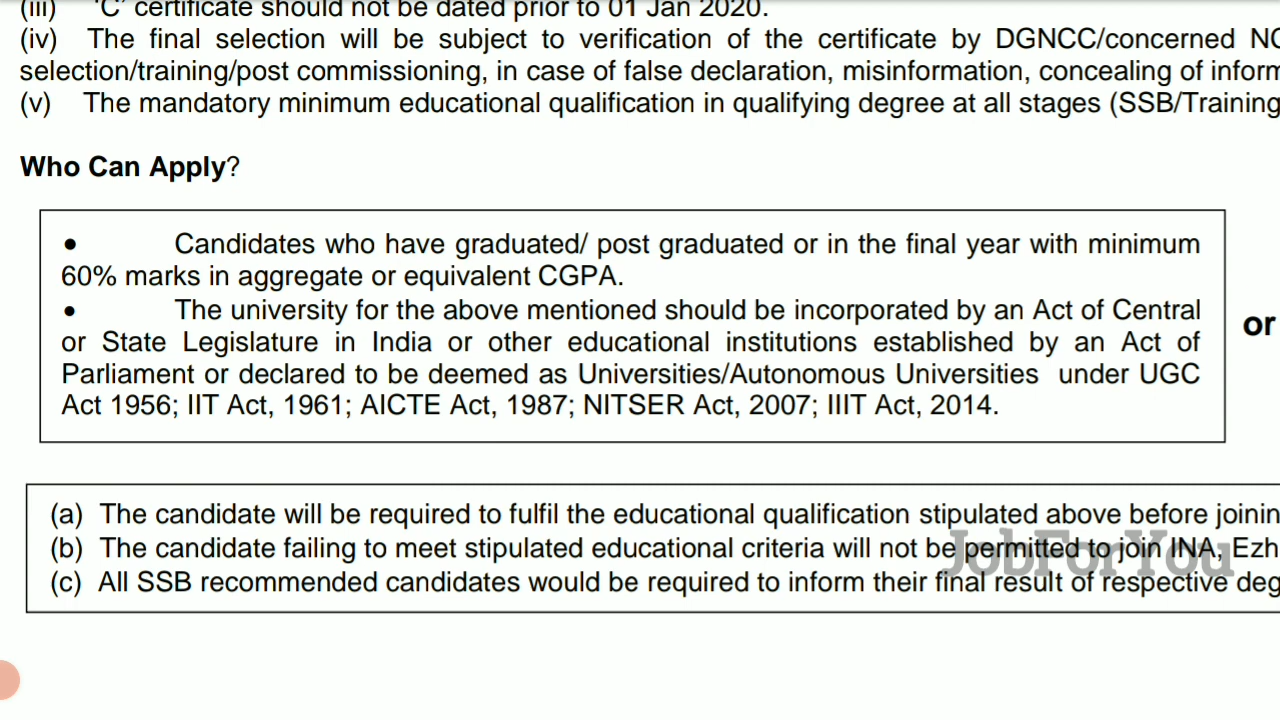 (iii) 'C' certificate should not be dated prior to 01 Jan 2020.
(iv) The final selection will be subject to verification of the certificate by DGNCC/concerned NC
selection/training/post commissioning, in case of false declaration, misinformation, concealing of inform
(v) The mandatory minimum educational qualification in qualifying degree at all stages (SSB/Training
Who Can Apply?
• Candidates who have graduated/ post graduated or in the final year with minimum
60% marks in aggregate or equivalent CGPA.
• The university for the above mentioned should be incorporated by an Act of Central
or State Legislature in India or other educational institutions established by an Act of
Parliament or declared to be deemed as Universities/Autonomous Universities under UGC
Act 1956; IIT Act, 1961; AICTE Act, 1987; NITSER Act, 2007; IIIT Act, 2014.
or
(a) The candidate will be required to fulfil the educational qualification stipulated above before joinin
(b) The candidate failing to meet stipulated educational criteria will not be permitted to join INA, Ezh
(c) All SSB recommended candidates would be required to inform their final result of respective deg
JobForYou